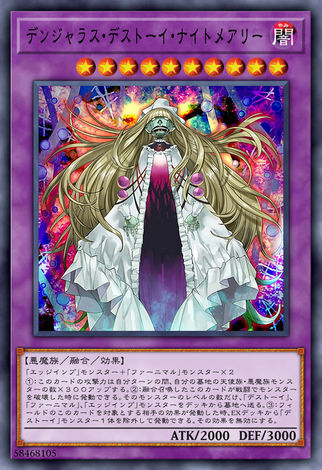 デンジャラス・デストーイ・ナイトメアリー
闇
やみ
【悪魔族/融合/効果】
「エッジインプ」モンスター+「ファーニマル」モンスター×2
①:このカードの攻撃力は自分ターンの間、自分の墓地の天使族・悪魔族モンス
ターの数×300アップする。②:融合召喚したこのカードが戦闘でモンスター
を破壊した時に発動できる。そのモンスターのレベルの数だけ、「デストーイ」、
「ファーニマル」、「エッジインプ」モンスターをデッキから墓地へ送る。③:フィ
ールドのこのカードを対象とする相手の効果が発動した時、EXデッキから「デス
トーイ」モンスター1体を除外して発動できる。その効果を無効にする。
ATK/2000 DEF/3000
58468105